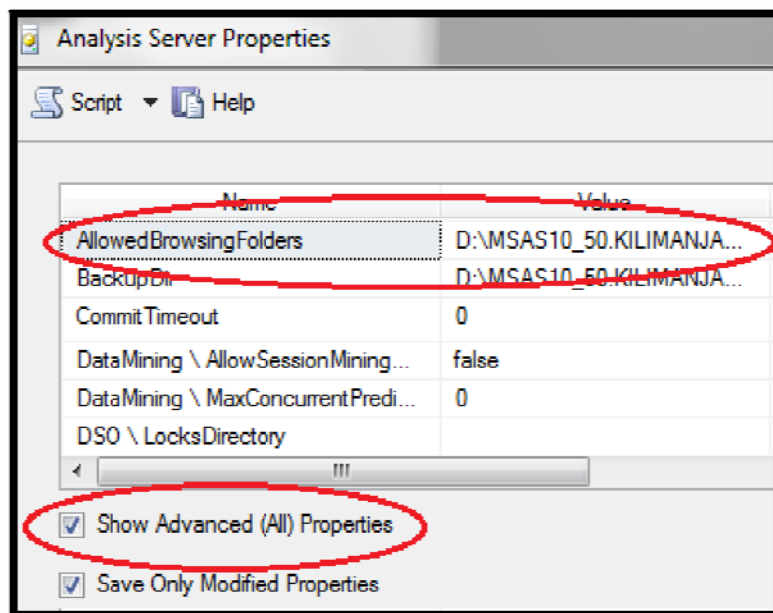 Analysis Server Properties
Script Help
Name Value
AllowedBrowsingFolders D:\MSAS10_50.KILIMANJA...
BackupDir D:\MSAS10_50.KILIMANJA...
CommitTimeout 0
DataMining \ AllowSessionMining... false
DataMining \ MaxConcurrentPredi... 0
DSO \ LocksDirectory
Show Advanced (All) Properties
Save Only Modified Properties